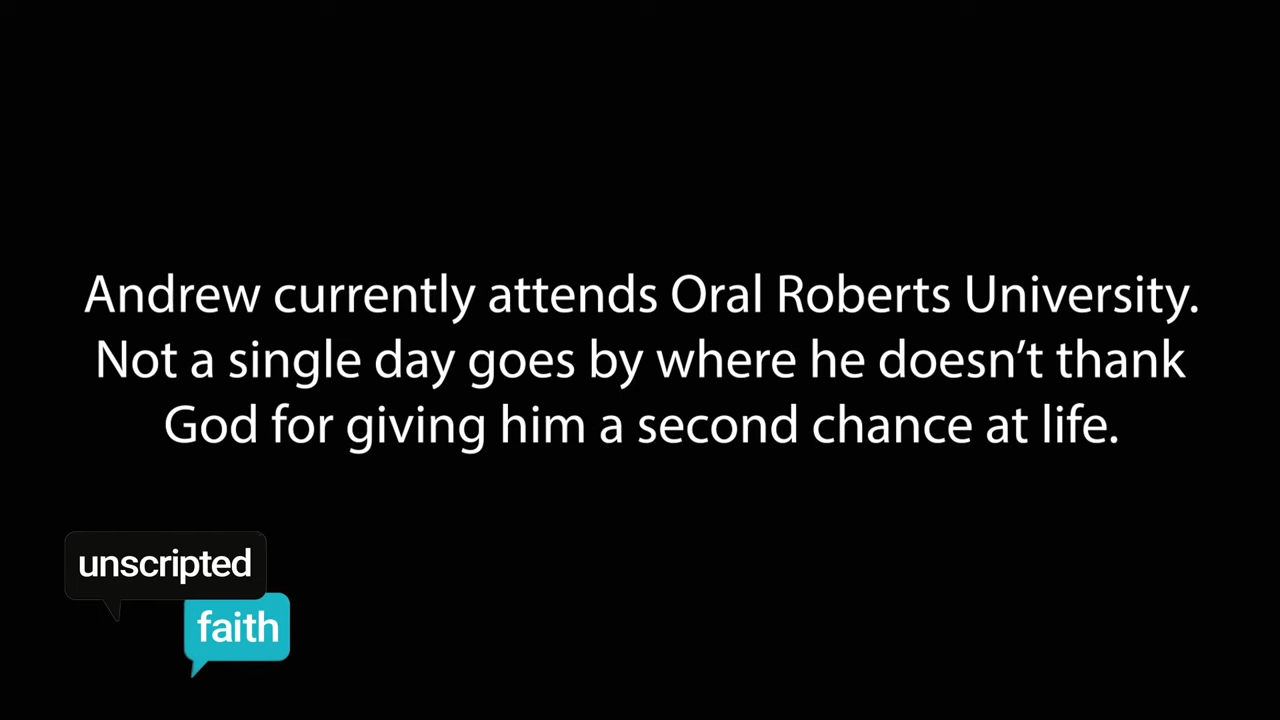 Andrew currently attends Oral Roberts University.
Not a single day goes by where he doesn’t thank
God for giving him a second chance at life.
unscripted
faith